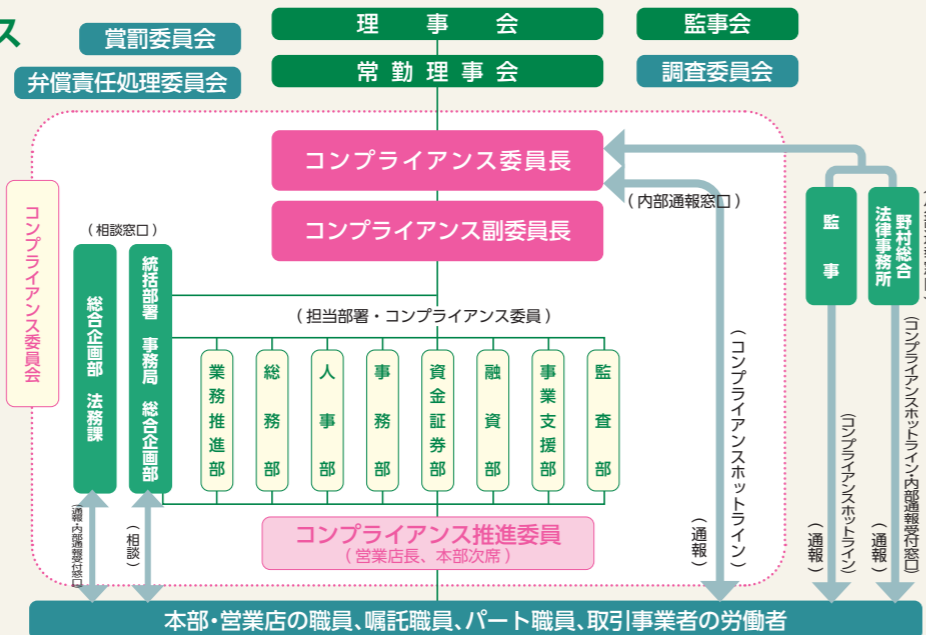 ス
賞罰委員会
理事会
監事会
弁償責任処理委員会
常勤理事会
調査委員会
コンプライアンス委員会
コンプライアンス委員長
(内部通報窓口)
コンプライアンス副委員長
(相談窓口)
総合企画部 法務課
統括部署 事務局 総合企画部
(担当部署・コンプライアンス委員)
業務推進部
総務部
人事部
事務部
資金証券部
融資部
事業支援部
監査部
監事
野村総合
法律事務所
コンプライアンス推進委員
(営業店長、本部次席)
(通報・内部通報受付窓口)
(相談)
(通報)
(コンプライアンスホットライン)
(通報)
(コンプライアンスホットライン)
(通報)
(コンプライアンスホットライン・内部通報受付窓口)
本部・営業店の職員、嘱託職員、パート職員、取引事業者の労働者